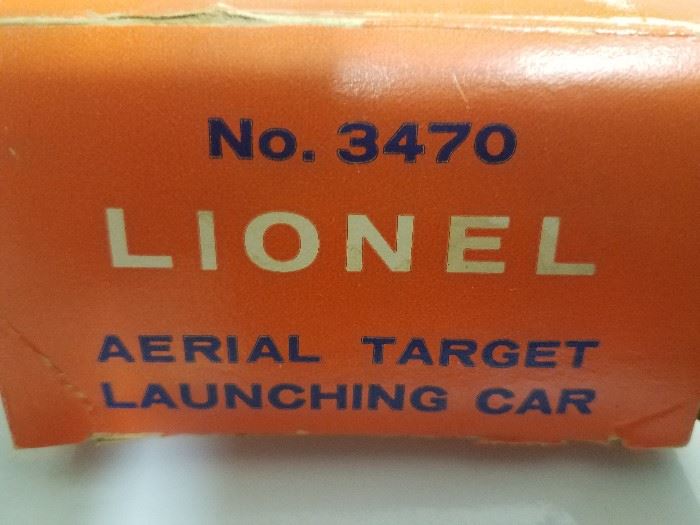 No. 3470
LIONEL
AERIAL TARGET
LAUNCHING CAR